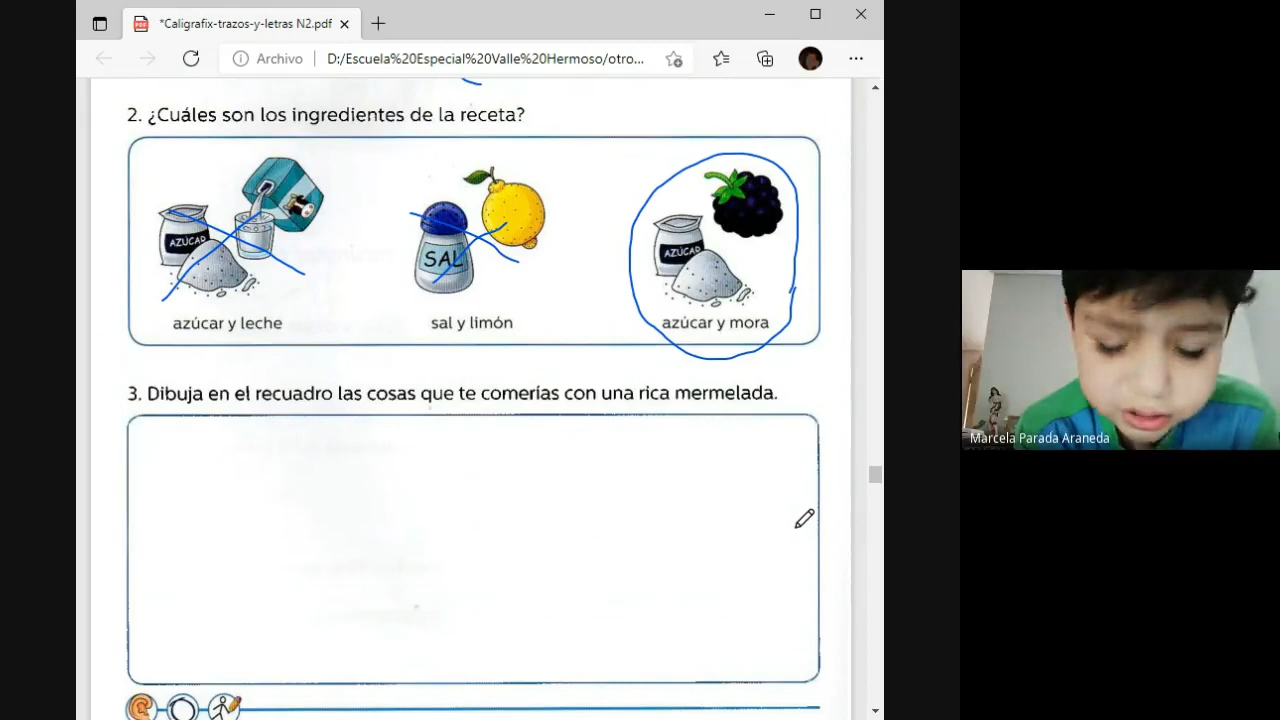 *Caligrafix-trazos-y-letras N2.pdf
PDF
Archivo
D:/Escuela%20Especial%20Valle%20Hermoso/otro...
2. ¿Cuáles son los ingredientes de la receta?
AZÚCAR
SAL
AZÚCAR
azúcar y leche
sal y limón
azúcar y mora
3. Dibuja en el recuadro las cosas que te comerías con una rica mermelada.
Marcela Parada Araneda